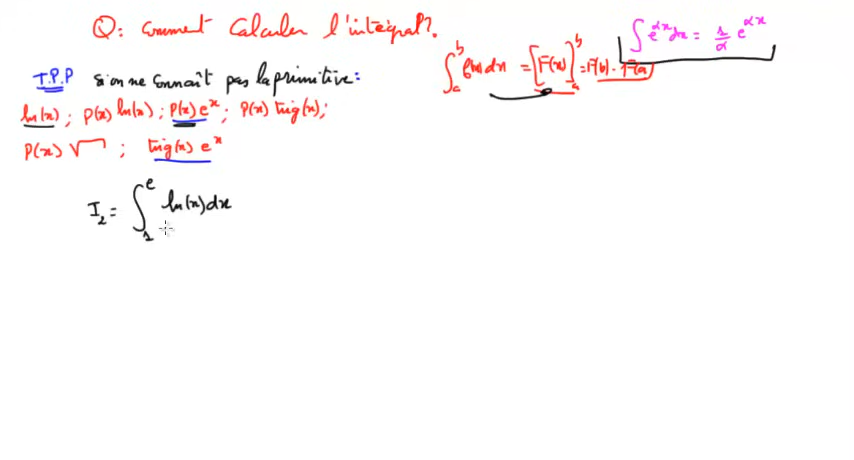 Q: Comment Calculer l'intégral?
∫ e^{αx} dx = 1/α e^{αx}
∫_a^b f(x) dx = [F(x)]_a^b = F(b) - F(a)
I.P.P si on ne connaît pas la primitive:
ln(x) ; P(x) ln(x) ; P(x) e^x ; P(x) trig(x) ;
P(x) √ ; trig(x) e^x
I_2 = ∫_1^e ln(x) dx